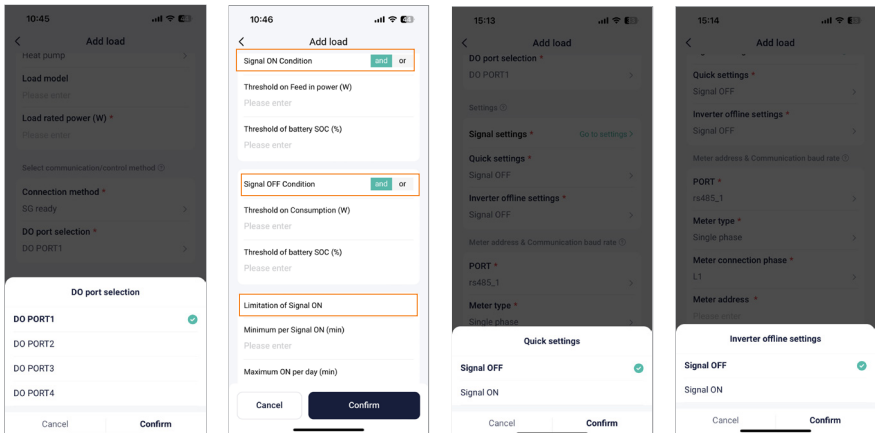 10:45
Add load
Heat pump
Load model
Please enter
Load rated power (W) *
Please enter
Select communication/control method
Connection method *
SG ready
DO port selection *
DO PORT1
DO port selection
DO PORT1
DO PORT2
DO PORT3
DO PORT4
Cancel Confirm
10:46
Add load
Signal ON Condition and or
Threshold on Feed in power (W)
Please enter
Threshold of battery SOC (%)
Please enter
Signal OFF Condition and or
Threshold on Consumption (W)
Please enter
Threshold of battery SOC (%)
Please enter
Limitation of Signal ON
Minimum per Signal ON (min)
Please enter
Maximum ON per day (min)
Cancel Confirm
15:13
Add load
DO port selection *
DO PORT1
Settings
Signal settings * Go to settings
Quick settings *
Signal OFF
Inverter offline settings *
Signal OFF
Meter address & Communication baud rate
PORT *
rs485_1
Meter type *
Single phase
Quick settings
Signal OFF
Signal ON
Cancel Confirm
15:14
Add load
Quick settings *
Signal OFF
Inverter offline settings *
Signal OFF
Meter address & Communication baud rate
PORT *
rs485_1
Meter type *
Single phase
Meter connection phase *
L1
Meter address *
Please enter
Inverter offline settings
Signal OFF
Signal ON
Cancel Confirm